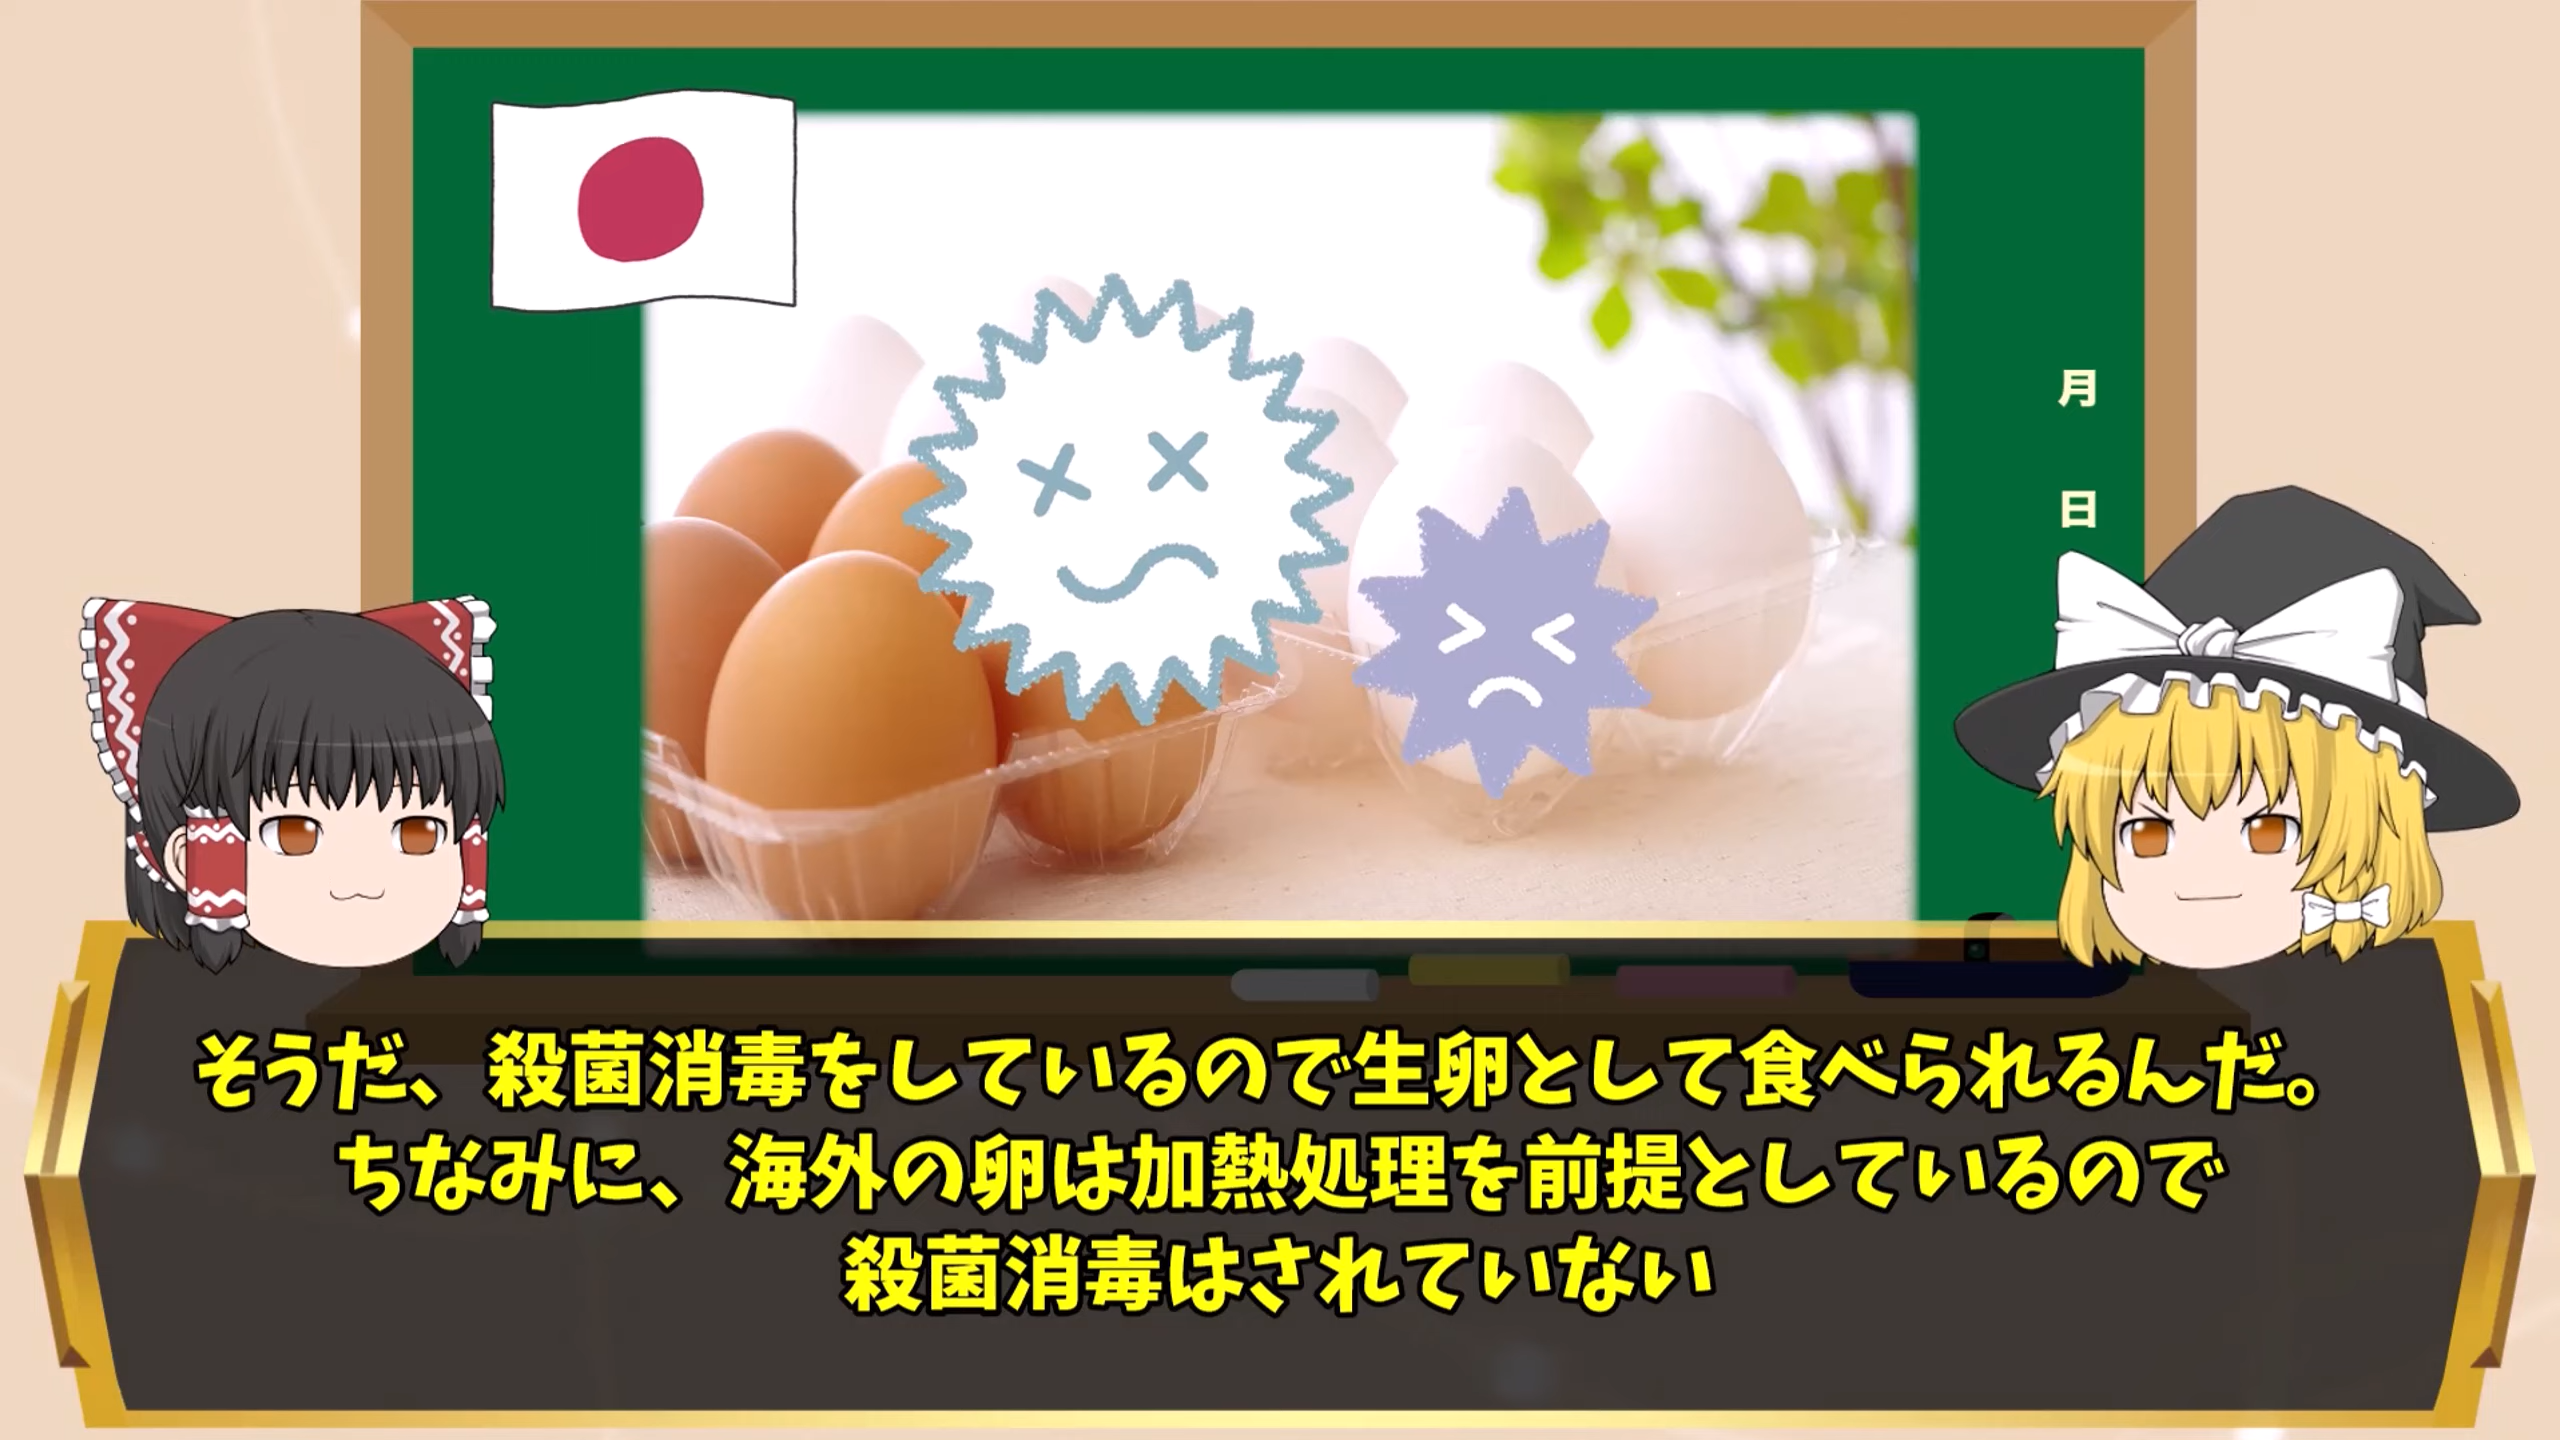 月
日
そうだ、殺菌消毒をしているので生卵として食べられるんだ。
ちなみに、海外の卵は加熱処理を前提としているので
殺菌消毒はされていない